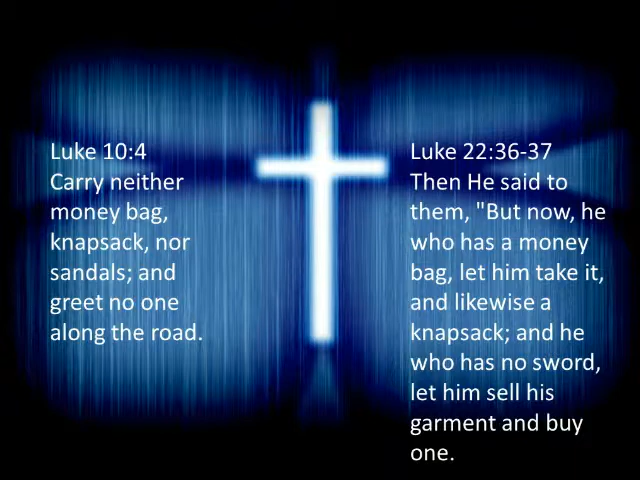 Luke 10:4
Carry neither
money bag,
knapsack, nor
sandals; and
greet no one
along the road.
Luke 22:36-37
Then He said to
them, "But now, he
who has a money
bag, let him take it,
and likewise a
knapsack; and he
who has no sword,
let him sell his
garment and buy
one.